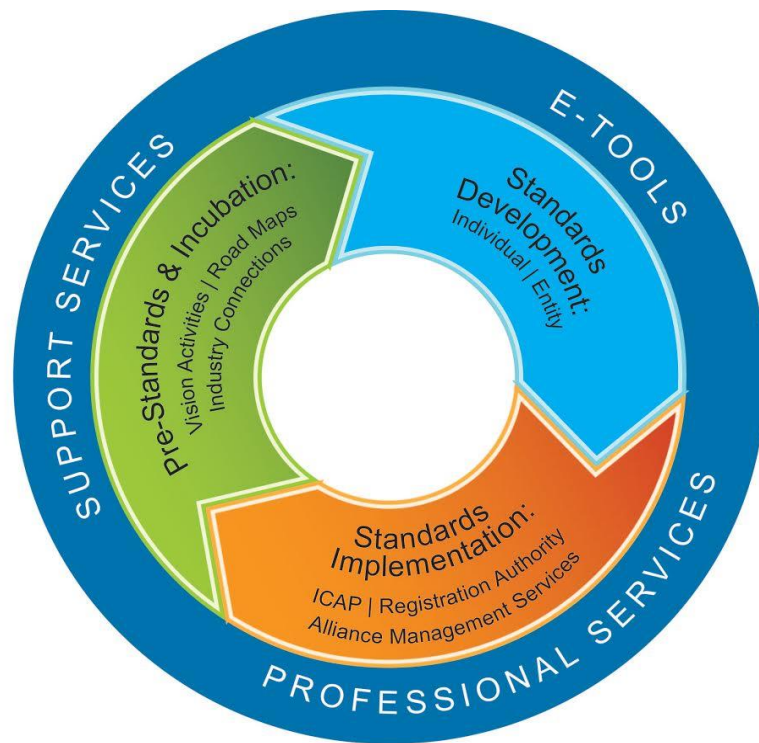 SUPPORT SERVICES
E-TOOLS
PROFESSIONAL SERVICES
Pre-Standards & Incubation:
Vision Activities | Road Maps
Industry Connections
Standards
Development:
Individual | Entity
Standards
Implementation:
ICAP | Registration Authority
Alliance Management Services